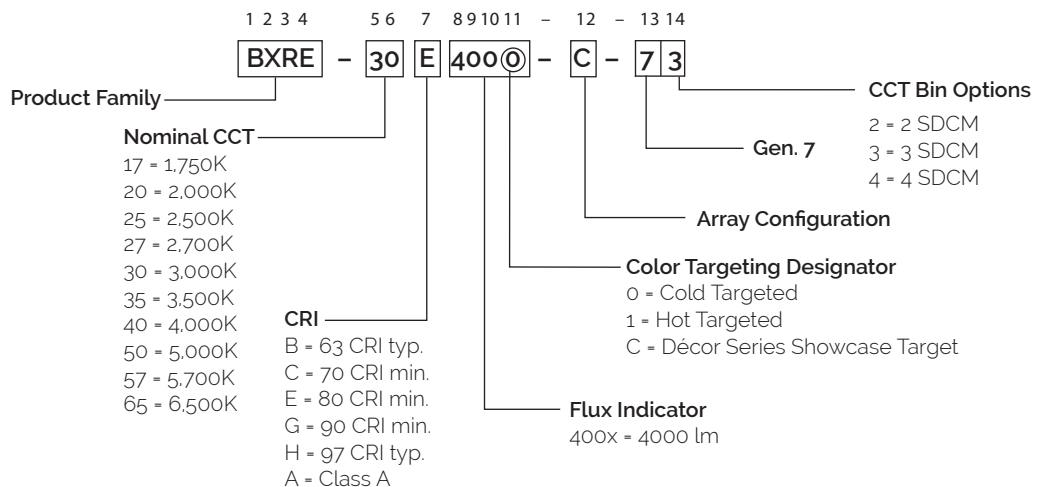 1 2 3 4 5 6 7 8 9 10 11 – 12 – 13 14
BXRE – 30 E 400 0 – C – 7 3
Product Family
Nominal CCT
17 = 1,750K
20 = 2,000K
25 = 2,500K
27 = 2,700K
30 = 3,000K
35 = 3,500K
40 = 4,000K
50 = 5,000K
57 = 5,700K
65 = 6,500K
CRI
B = 63 CRI typ.
C = 70 CRI min.
E = 80 CRI min.
G = 90 CRI min.
H = 97 CRI typ.
A = Class A
Flux Indicator
400x = 4000 lm
Color Targeting Designator
0 = Cold Targeted
1 = Hot Targeted
C = Décor Series Showcase Target
Array Configuration
Gen. 7
CCT Bin Options
2 = 2 SDCM
3 = 3 SDCM
4 = 4 SDCM